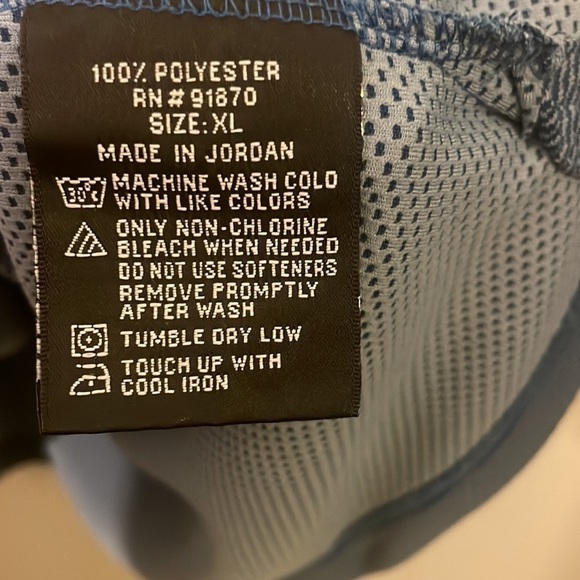 100% POLYESTER
RN# 91870
SIZE: XL
MADE IN JORDAN
30°C MACHINE WASH COLD
WITH LIKE COLORS
ONLY NON-CHLORINE
BLEACH WHEN NEEDED
DO NOT USE SOFTENERS
REMOVE PROMPTLY
AFTER WASH
TUMBLE DRY LOW
TOUCH UP WITH
COOL IRON